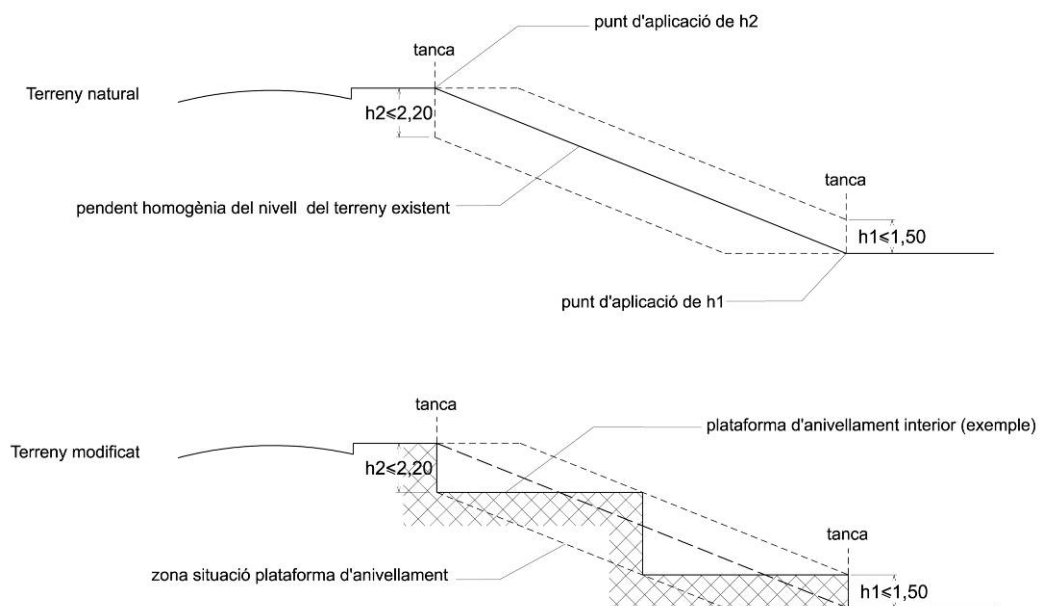 punt d'aplicació de h2
tanca
Terreny natural
h2≤2,20
tanca
pendent homogènia del nivell del terreny existent
h1≤1,50
punt d'aplicació de h1
tanca
plataforma d'anivellament interior (exemple)
Terreny modificat
h2≤2,20
tanca
zona situació plataforma d'anivellament
h1≤1,50